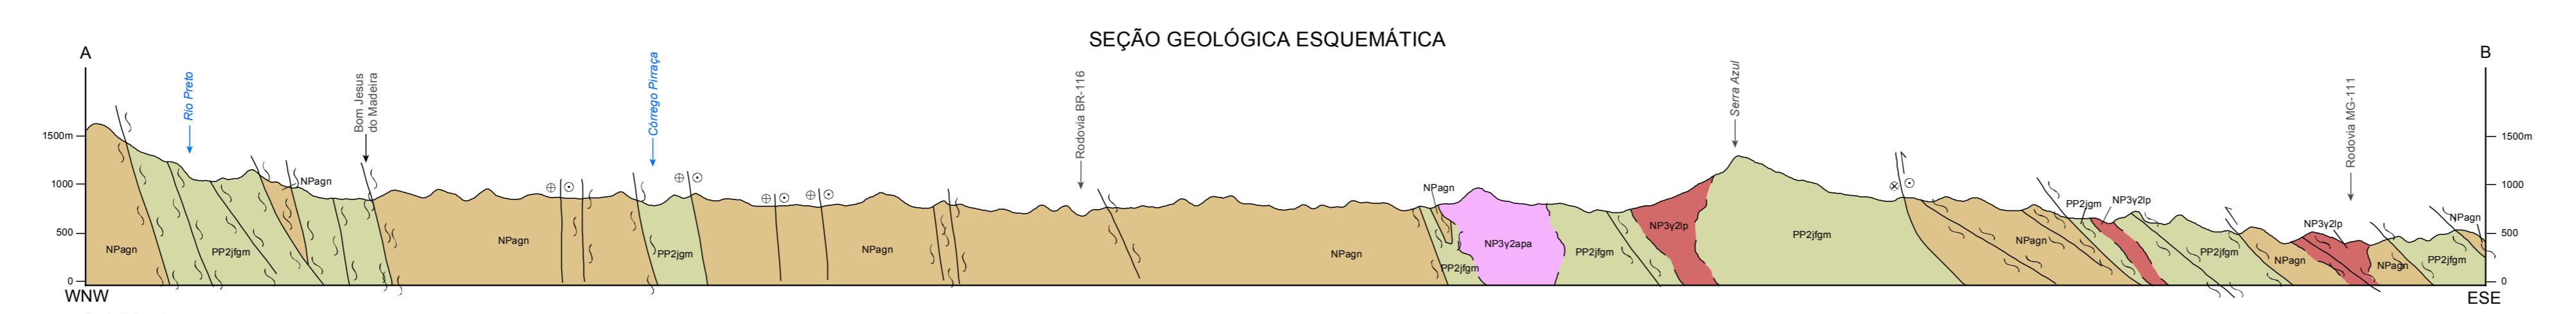 SEÇÃO GEOLÓGICA ESQUEMÁTICA
A
B
Rio Preto
Bom Jesus
do Madeira
Córrego Pirraça
Rodovia BR-116
Serra Azul
Rodovia MG-111
1500m
1000
500
0
1500m
1000
500
0
NPagn
PP2jfgm
NPagn
NPagn
PP2jgm
NPagn
NPagn
NPagn
PP2jfgm
NP3γ2apa
PP2jfgm
NP3γ2lp
PP2jfgm
NPagn
PP2jfgm
NP3γ2lp
PP2jfgm
NPagn
NP3γ2lp
NPagn
PP2jfgm
NPagn
WNW
ESE